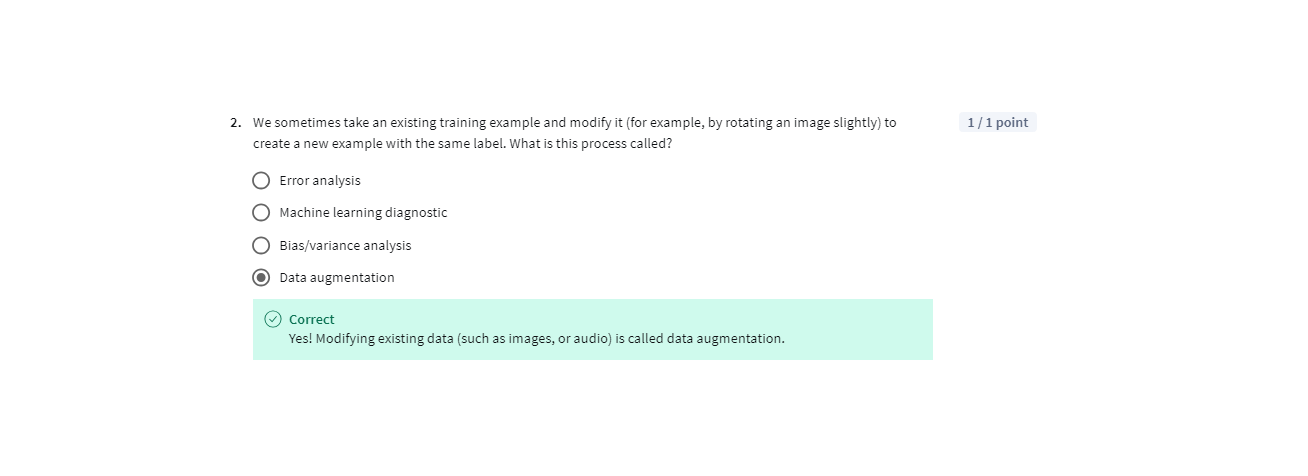 2. We sometimes take an existing training example and modify it (for example, by rotating an image slightly) to
create a new example with the same label. What is this process called?
1 / 1 point
Error analysis
Machine learning diagnostic
Bias/variance analysis
Data augmentation
Correct
Yes! Modifying existing data (such as images, or audio) is called data augmentation.